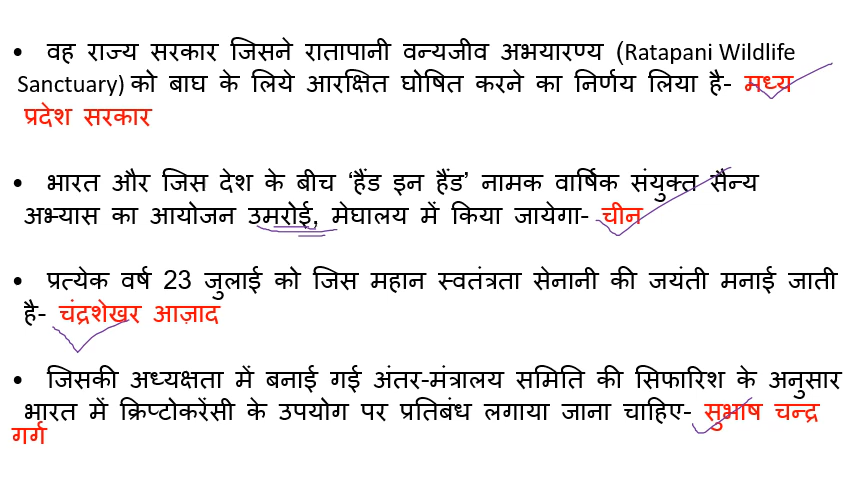 • वह राज्य सरकार जिसने रातापानी वन्यजीव अभयारण्य (Ratapani Wildlife
Sanctuary) को बाघ के लिये आरक्षित घोषित करने का निर्णय लिया है- मध्य
प्रदेश सरकार
• भारत और जिस देश के बीच ‘हैंड इन हैंड’ नामक वार्षिक संयुक्त सैन्य
अभ्यास का आयोजन उमरोई, मेघालय में किया जायेगा- चीन
• प्रत्येक वर्ष 23 जुलाई को जिस महान स्वतंत्रता सेनानी की जयंती मनाई जाती
है- चंद्रशेखर आज़ाद
• जिसकी अध्यक्षता में बनाई गई अंतर-मंत्रालय समिति की सिफारिश के अनुसार
भारत में क्रिप्टोकरेंसी के उपयोग पर प्रतिबंध लगाया जाना चाहिए- सुभाष चन्द्र
गर्ग